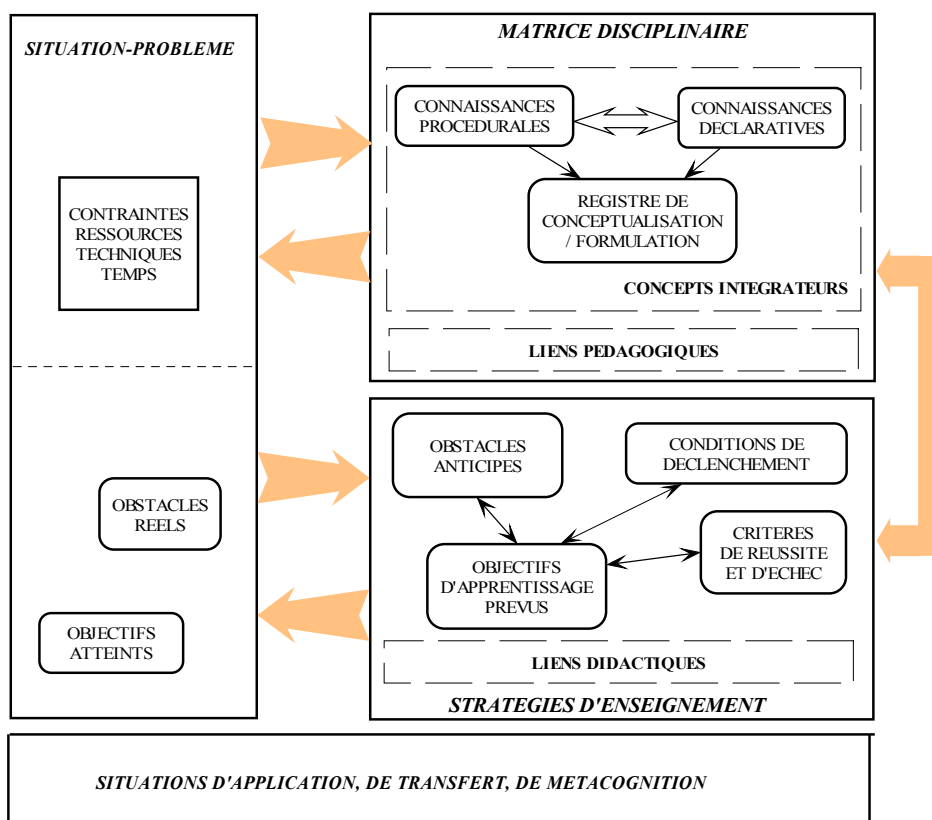 SITUATION-PROBLEME
CONTRAINTES
RESSOURCES
TECHNIQUES
TEMPS
OBSTACLES
REELS
OBJECTIFS
ATTEINTS
MATRICE DISCIPLINAIRE
CONNAISSANCES
PROCEDURALES
CONNAISSANCES
DECLARATIVES
REGISTRE DE
CONCEPTUALISATION
/ FORMULATION
CONCEPTS INTEGRATEURS
LIENS PEDAGOGIQUES
OBSTACLES
ANTICIPES
CONDITIONS DE
DECLENCHEMENT
CRITERES
DE REUSSITE
ET D'ECHEC
OBJECTIFS
D'APPRENTISSAGE
PREVUS
LIENS DIDACTIQUES
STRATEGIES D'ENSEIGNEMENT
SITUATIONS D'APPLICATION, DE TRANSFERT, DE METACOGNITION